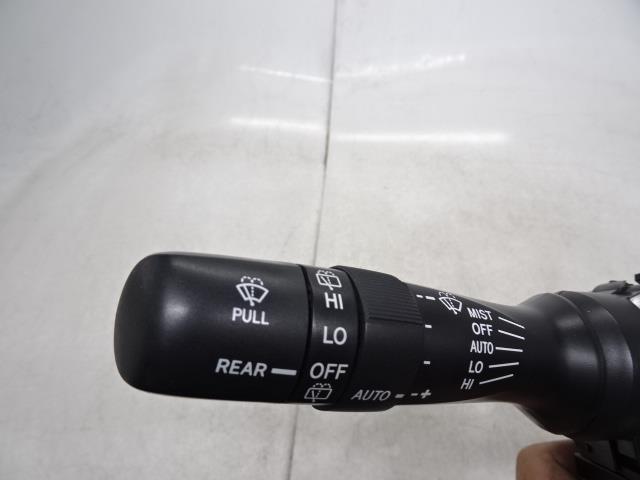 PULL
REAR
HI
LO
OFF
AUTO - +
MIST
OFF
AUTO
LO
HI